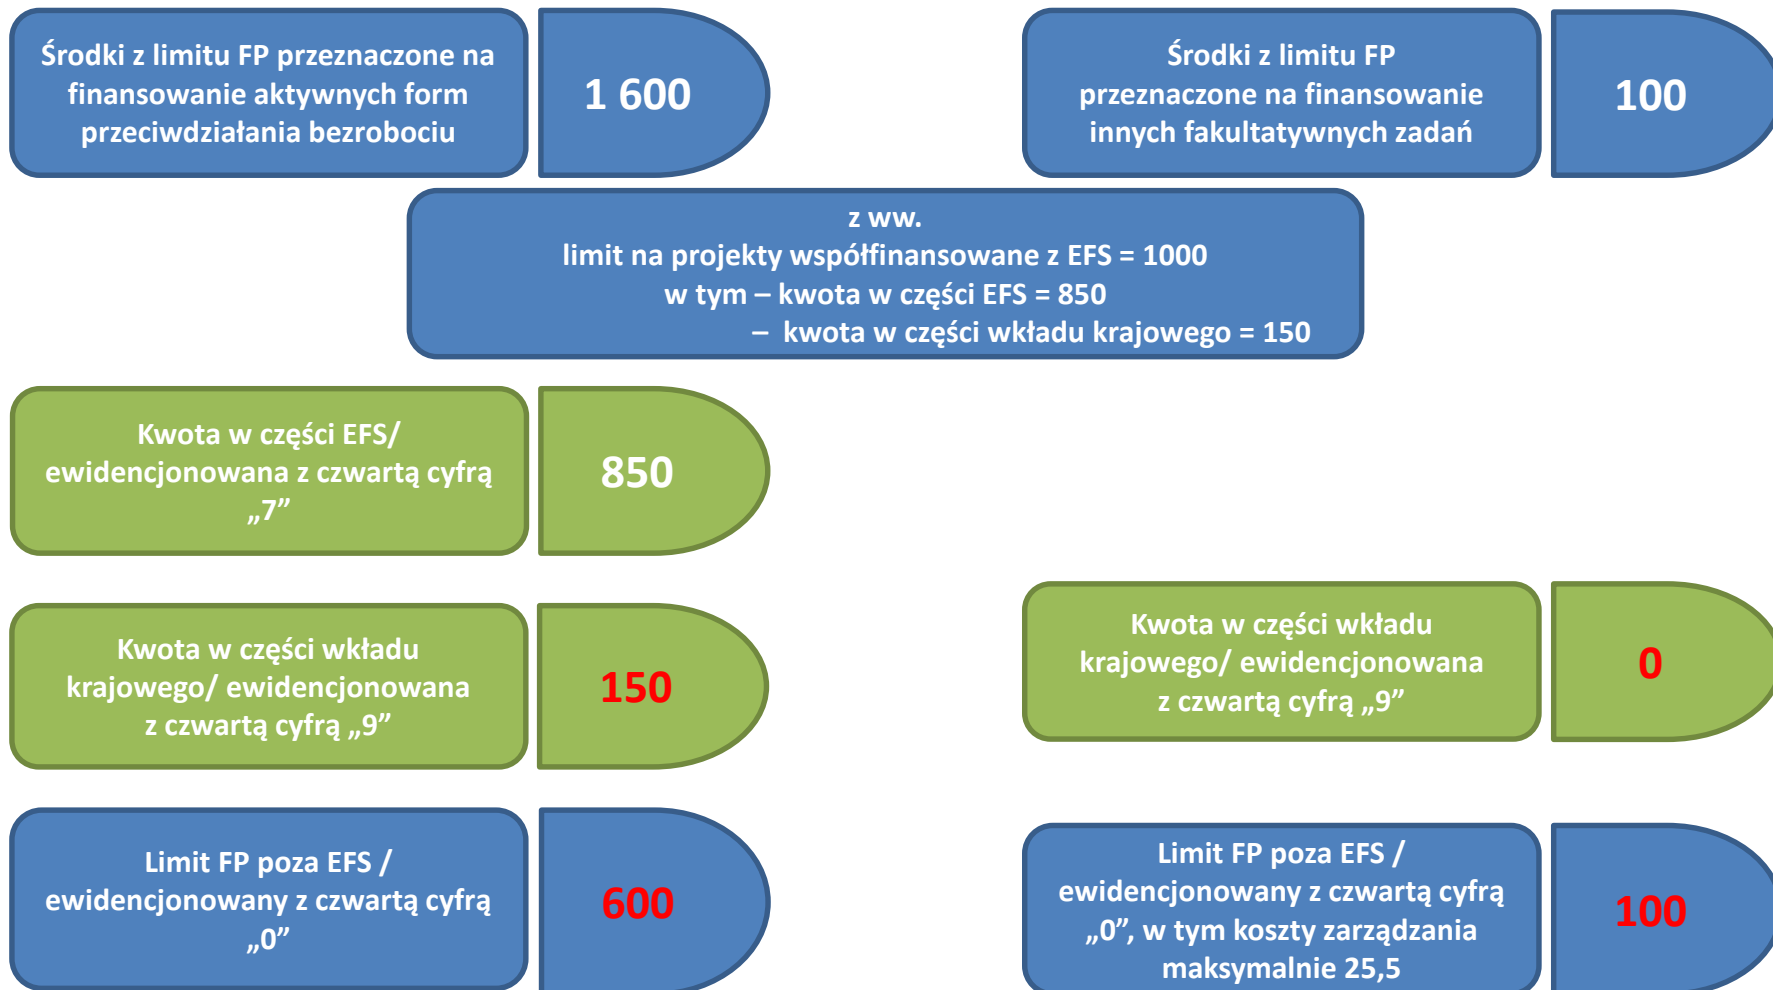 Środki z limitu FP przeznaczone na
finansowanie aktywnych form
przeciwdziałania bezrobociu
1 600
Środki z limitu FP
przeznaczone na finansowanie
innych fakultatywnych zadań
100
z ww.
limit na projekty współfinansowane z EFS = 1000
w tym – kwota w części EFS = 850
– kwota w części wkładu krajowego = 150
Kwota w części EFS/
ewidencjonowana z czwartą cyfrą
„7”
850
Kwota w części wkładu
krajowego/ ewidencjonowana
z czwartą cyfrą „9”
150
Kwota w części wkładu
krajowego/ ewidencjonowana
z czwartą cyfrą „9”
0
Limit FP poza EFS /
ewidencjonowany z czwartą cyfrą
„0”
600
Limit FP poza EFS /
ewidencjonowany z czwartą cyfrą
„0”, w tym koszty zarządzania
maksymalnie 25,5
100